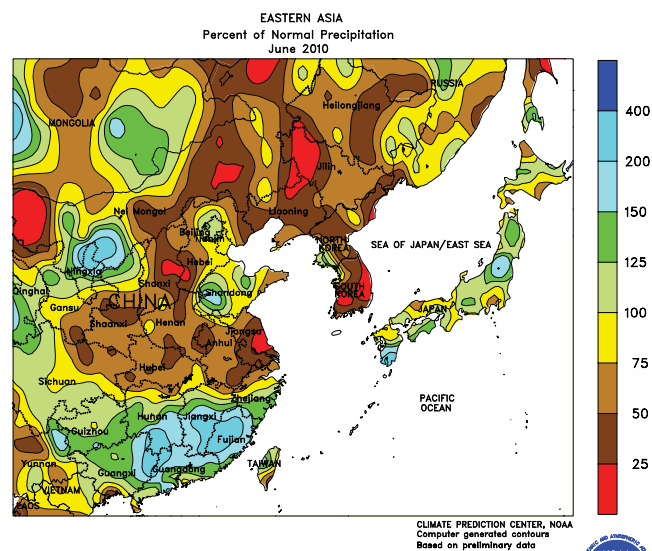 EASTERN ASIA
Percent of Normal Precipitation
June 2010
RUSSIA
Heilongjiang
MONGOLIA
Jilin
Nei Mongol
Liaoning
Beijing
Tianjin
NORTH
KOREA
SEA OF JAPAN/EAST SEA
Hebei
Ningxia
Shanxi
SOUTH
KOREA
Qinghai
Shandong
CHINA
Gansu
JAPAN
Shaanxi
Henan
Jiangsu
Anhui
Hubei
Sichuan
Zhejiang
PACIFIC
OCEAN
Hunan
Jiangxi
Guizhou
Fujian
Yunnan
Guangxi
Guangdong
TAIWAN
VIETNAM
LAOS
400
200
150
125
100
75
50
25
CLIMATE PREDICTION CENTER, NOAA
Computer generated contours
Based on preliminary data